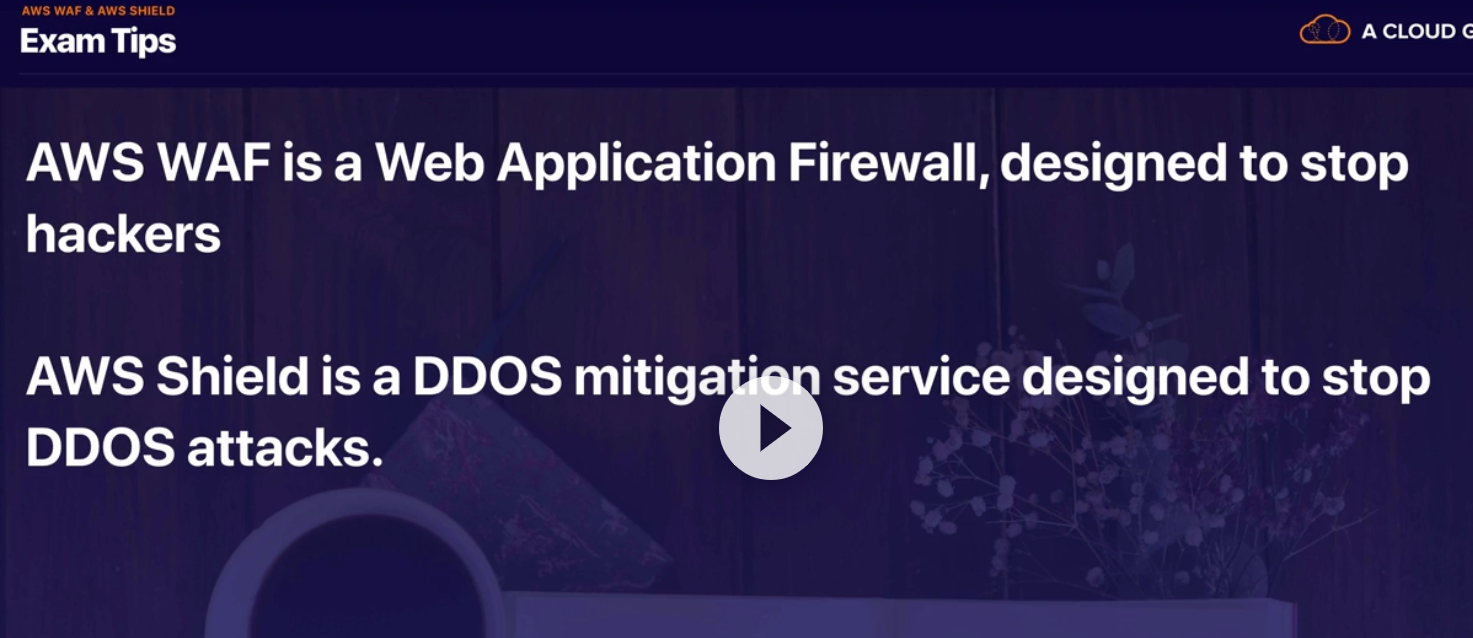 AWS WAF & AWS SHIELD
Exam Tips
A CLOUD G
AWS WAF is a Web Application Firewall, designed to stop
hackers
AWS Shield is a DDOS mitigation service designed to stop
DDOS attacks.